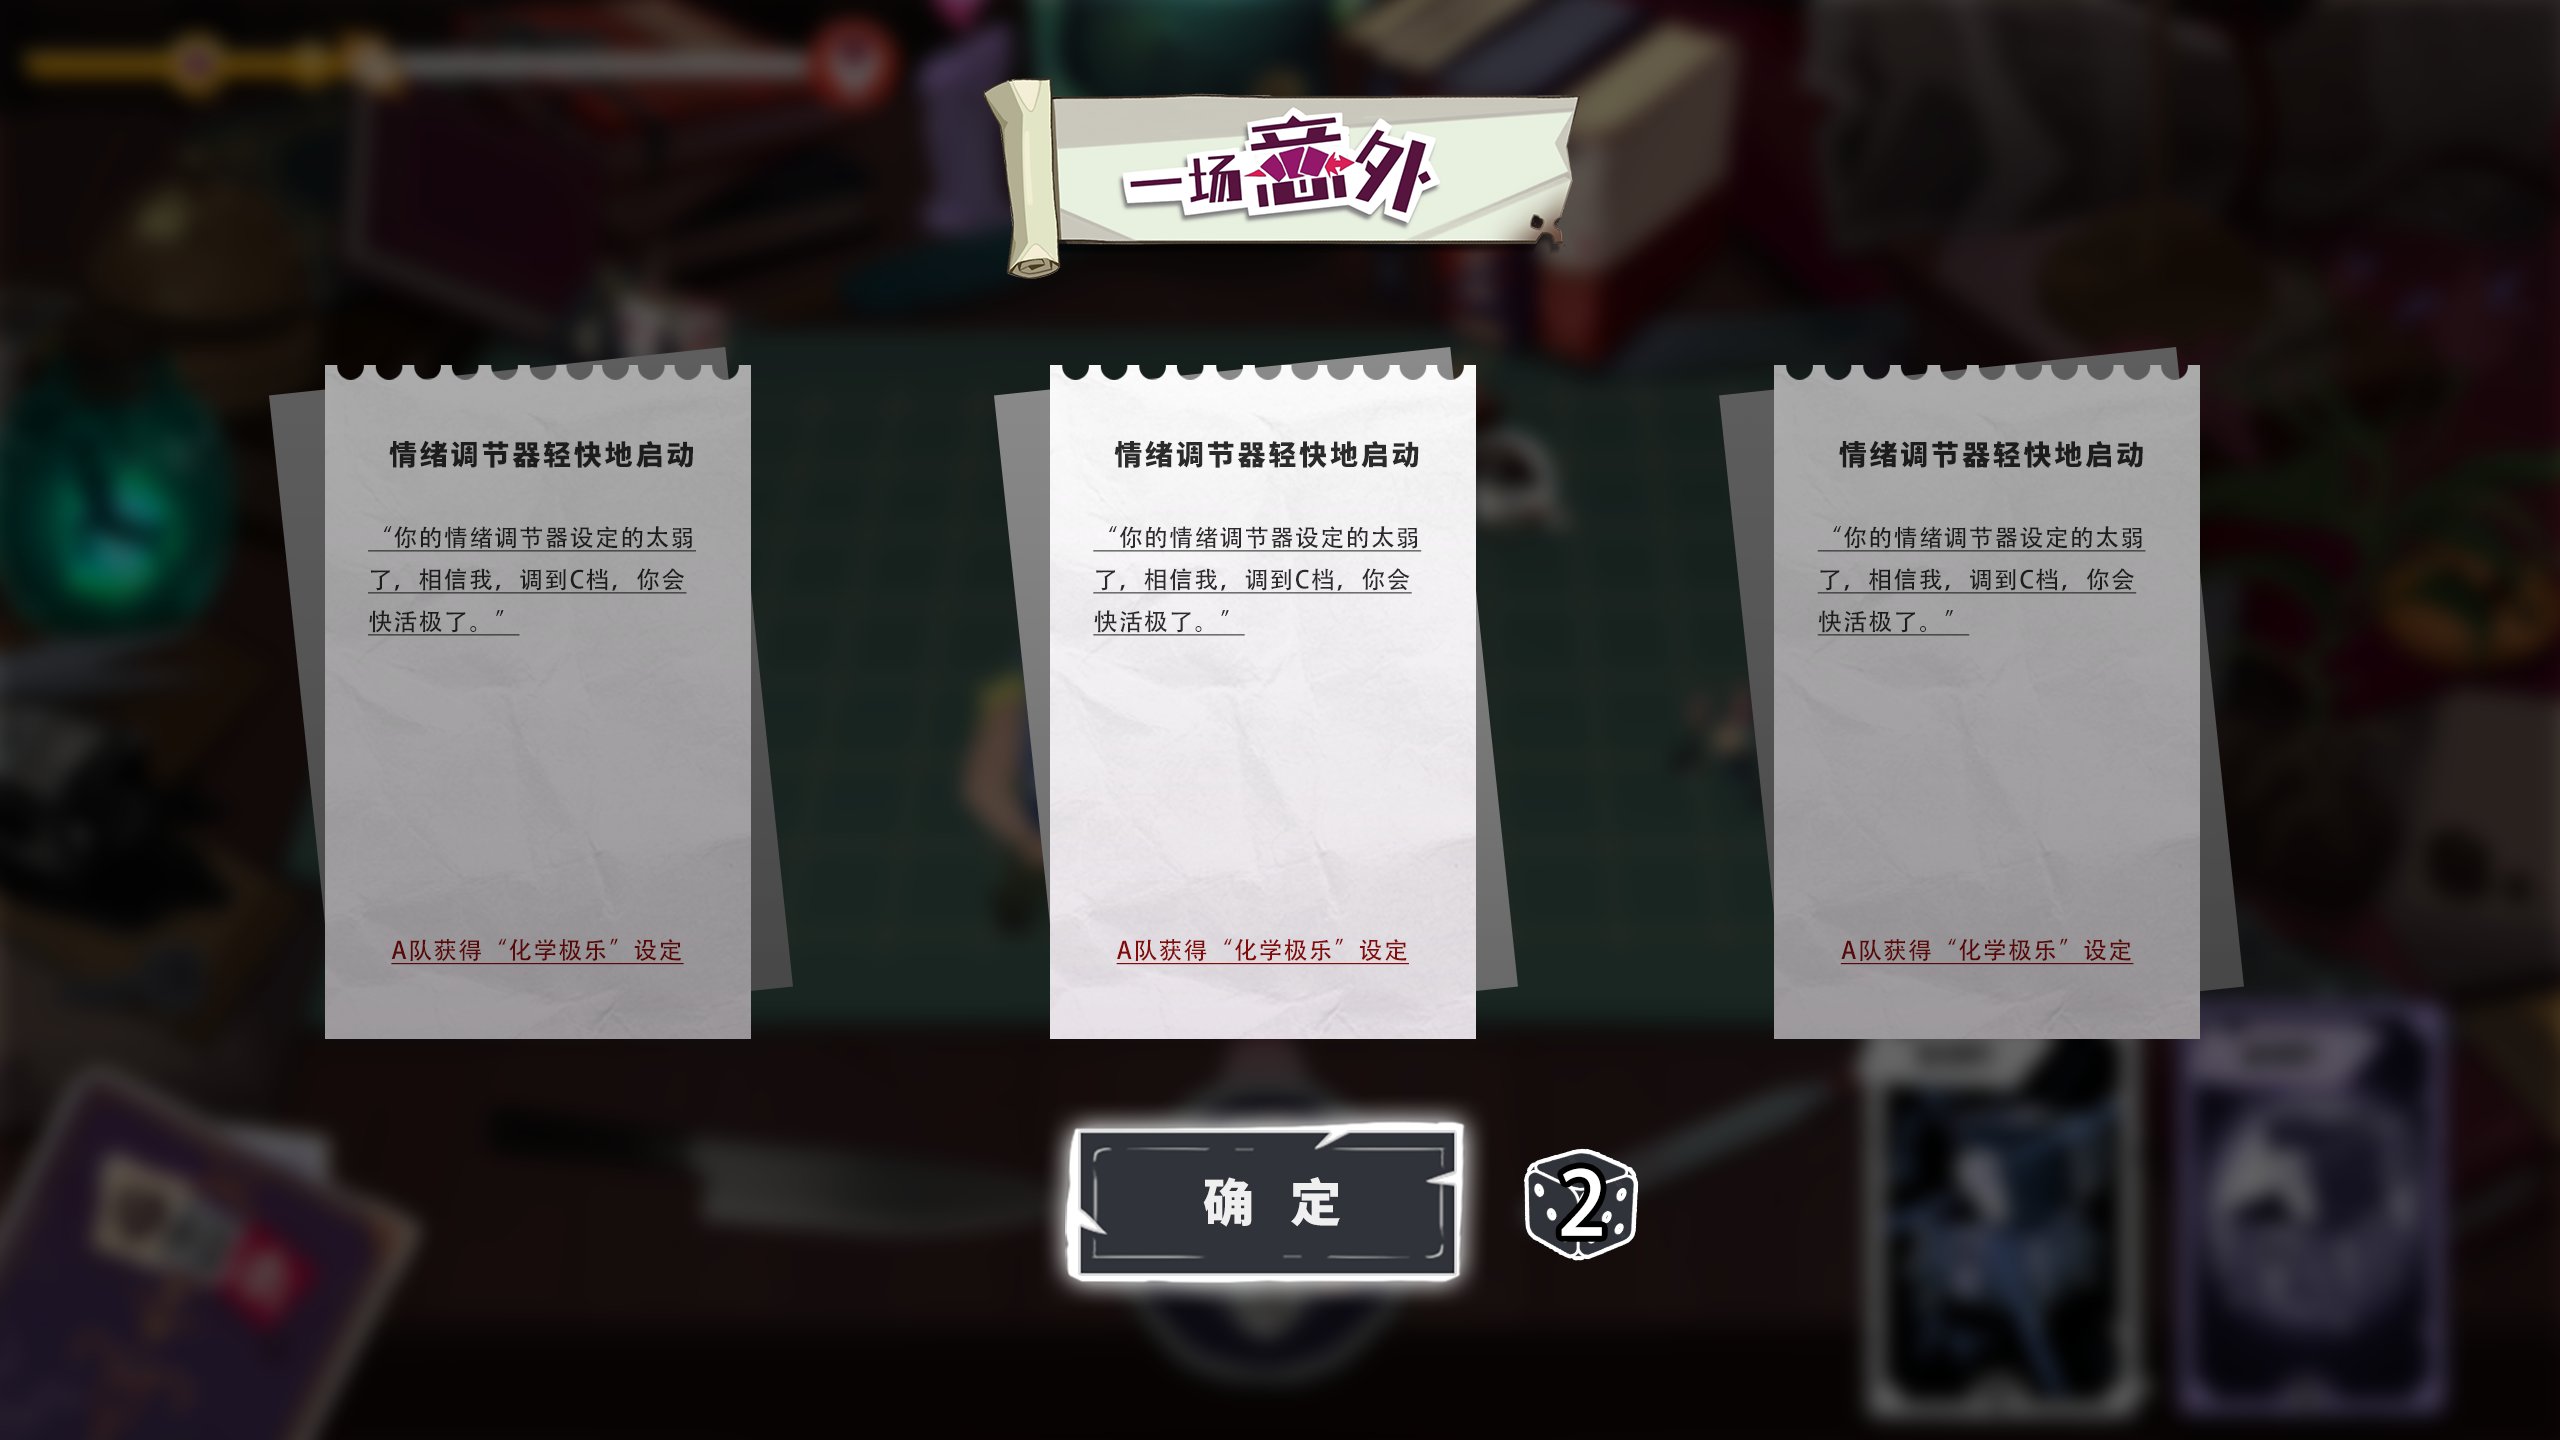 一场意外
情绪调节器轻快地启动
“你的情绪调节器设定的太弱
了，相信我，调到C档，你会
快活极了。”
A队获得“化学极乐”设定
情绪调节器轻快地启动
“你的情绪调节器设定的太弱
了，相信我，调到C档，你会
快活极了。”
A队获得“化学极乐”设定
情绪调节器轻快地启动
“你的情绪调节器设定的太弱
了，相信我，调到C档，你会
快活极了。”
A队获得“化学极乐”设定
确 定
2